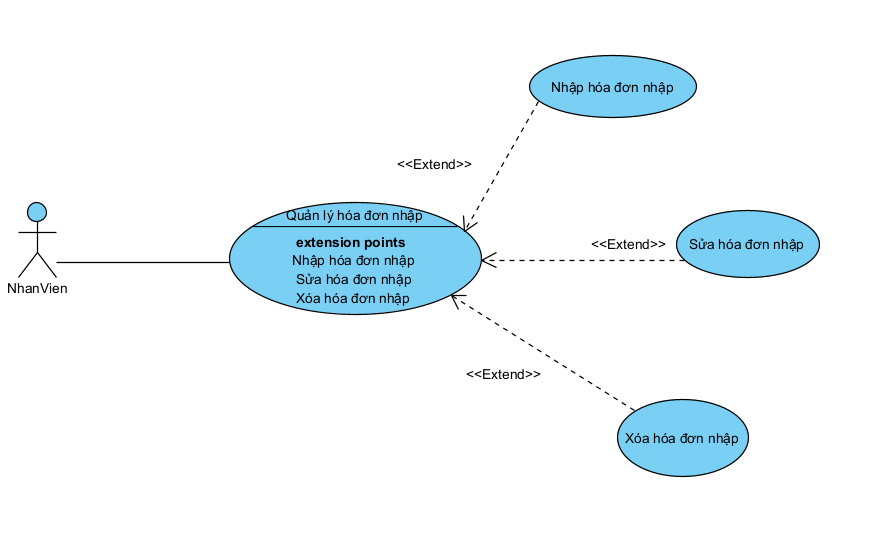 Nhập hóa đơn nhập
<<Extend>>
Quản lý hóa đơn nhập
extension points
Nhập hóa đơn nhập
Sửa hóa đơn nhập
Xóa hóa đơn nhập
<<Extend>>
Sửa hóa đơn nhập
NhanVien
<<Extend>>
Xóa hóa đơn nhập